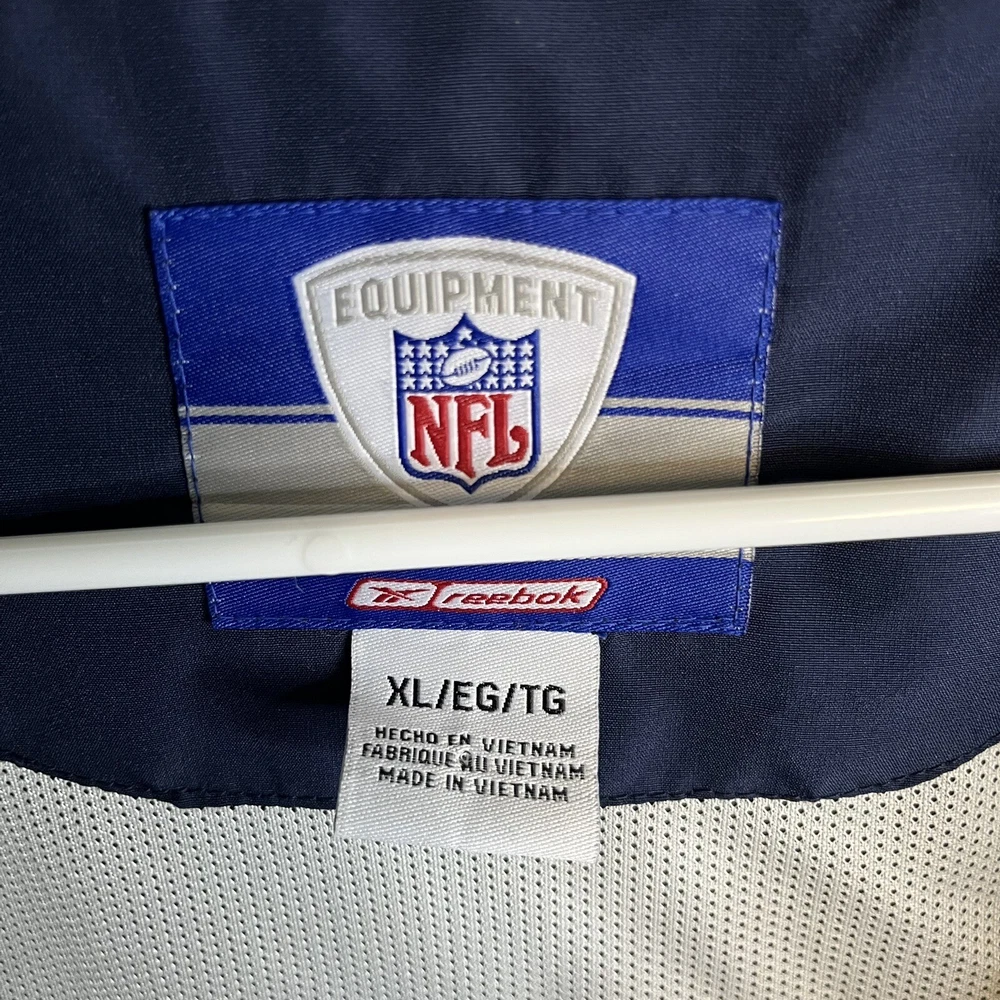 EQUIPMENT
NFL
reebok
XL/EG/TG
HECHO EN VIETNAM
FABRIQUE AU VIETNAM
MADE IN VIETNAM